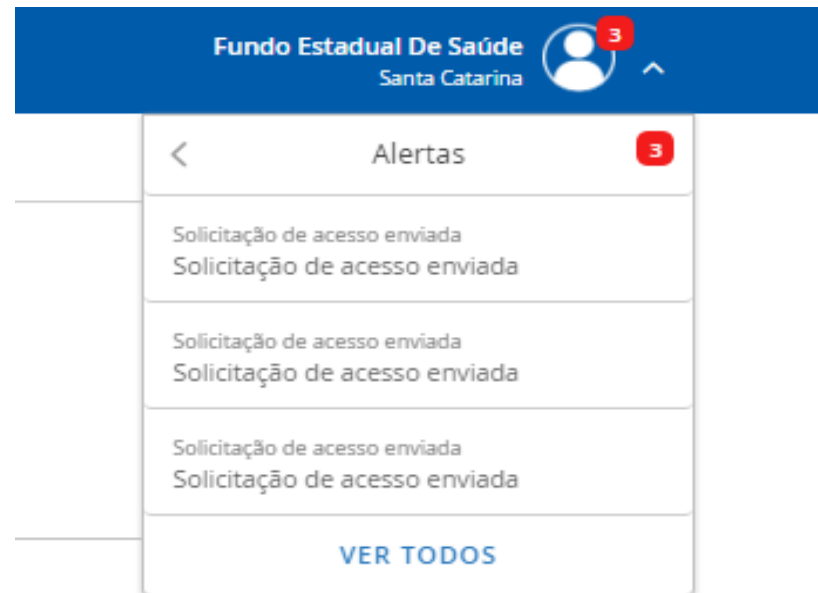 Fundo Estadual De Saúde
3
Santa Catarina
Alertas
3
Solicitação de acesso enviada
Solicitação de acesso enviada
Solicitação de acesso enviada
Solicitação de acesso enviada
Solicitação de acesso enviada
Solicitação de acesso enviada
VER TODOS